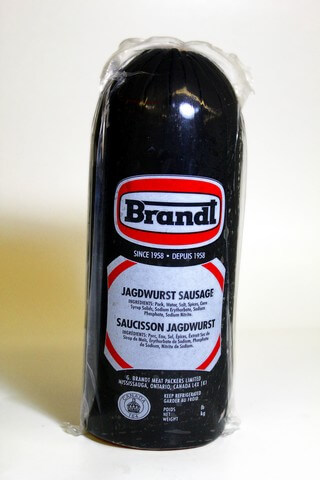 Brandt
SINCE 1958 • DEPUIS 1958
JAGDWURST SAUSAGE
INGREDIENTS: Pork, Water, Salt, Spices, Corn
Syrup Solids, Sodium Erythorbate, Sodium
Phosphate, Sodium Nitrite.
SAUCISSON JAGDWURST
INGRÉDIENTS: Porc, Eau, Sel, Épices, Extrait Sec de
Sirop de Maïs, Érythorbate de Sodium, Phosphate
de Sodium, Nitrite de Sodium.
G. BRANDT MEAT PACKERS LIMITED
MISSISSAUGA, ONTARIO, CANADA L4X
KEEP REFRIGERATED
GARDER AU FROID
CANADA
POIDS lb
NET kg
WEIGHT